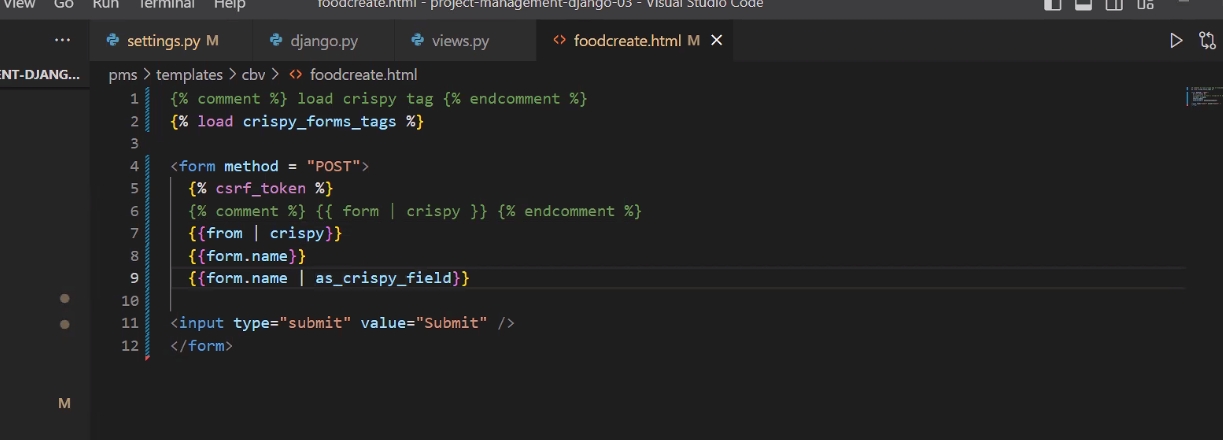 View Go Run Terminal Help foodcreate.html - project-management-django-03 - Visual Studio Code
... settings.py M django.py views.py <> foodcreate.html M ×
ENT-DJANG... pms > templates > cbv > <> foodcreate.html
1 {% comment %} load crispy tag {% endcomment %}
2 {% load crispy_forms_tags %}
3
4 <form method = "POST">
5 {% csrf_token %}
6 {% comment %} {{ form | crispy }} {% endcomment %}
7 {{from | crispy}}
8 {{form.name}}
9 {{form.name | as_crispy_field}}
10
11 <input type="submit" value="Submit" />
12 </form>
M